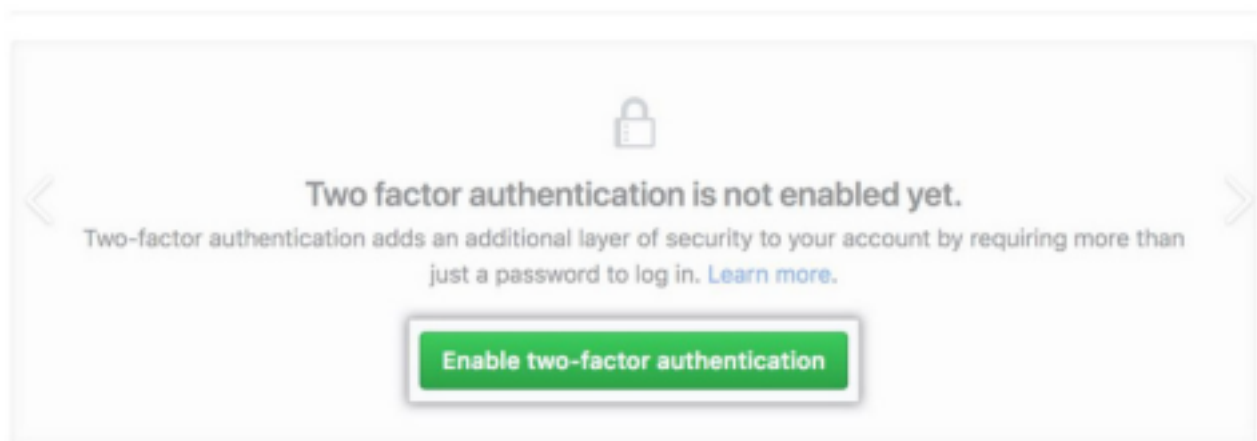 Two factor authentication is not enabled yet.
Two-factor authentication adds an additional layer of security to your account by requiring more than
just a password to log in. Learn more.
Enable two-factor authentication